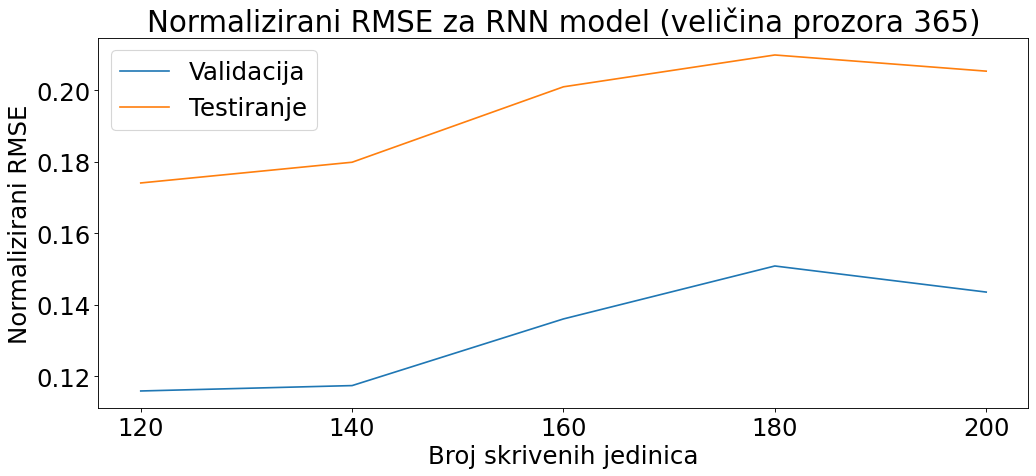 Normalizirani RMSE za RNN model (veličina prozora 365)
Validacija
Testiranje
Normalizirani RMSE
0.20
0.18
0.16
0.14
0.12
120 140 160 180 200
Broj skrivenih jedinica